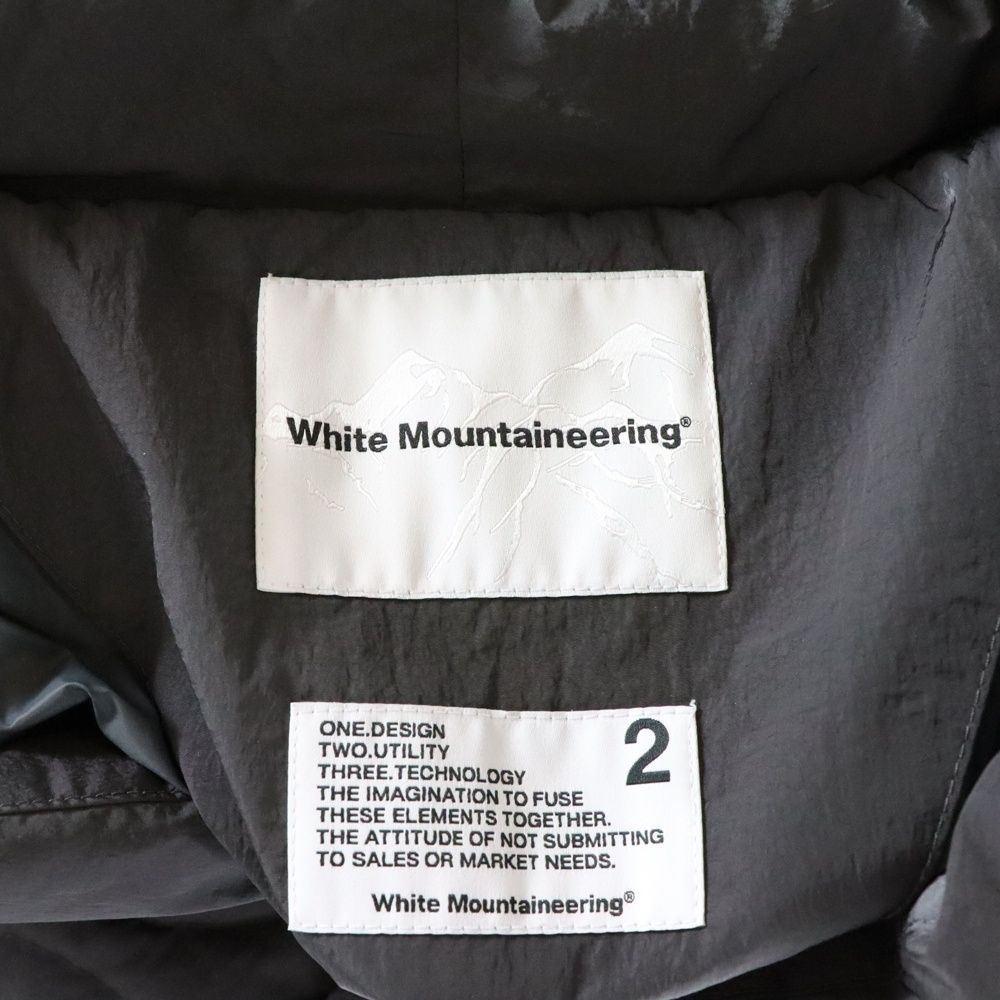 White Mountaineering®
ONE.DESIGN
TWO.UTILITY
THREE.TECHNOLOGY
THE IMAGINATION TO FUSE
THESE ELEMENTS TOGETHER.
THE ATTITUDE OF NOT SUBMITTING
TO SALES OR MARKET NEEDS.
2
White Mountaineering®